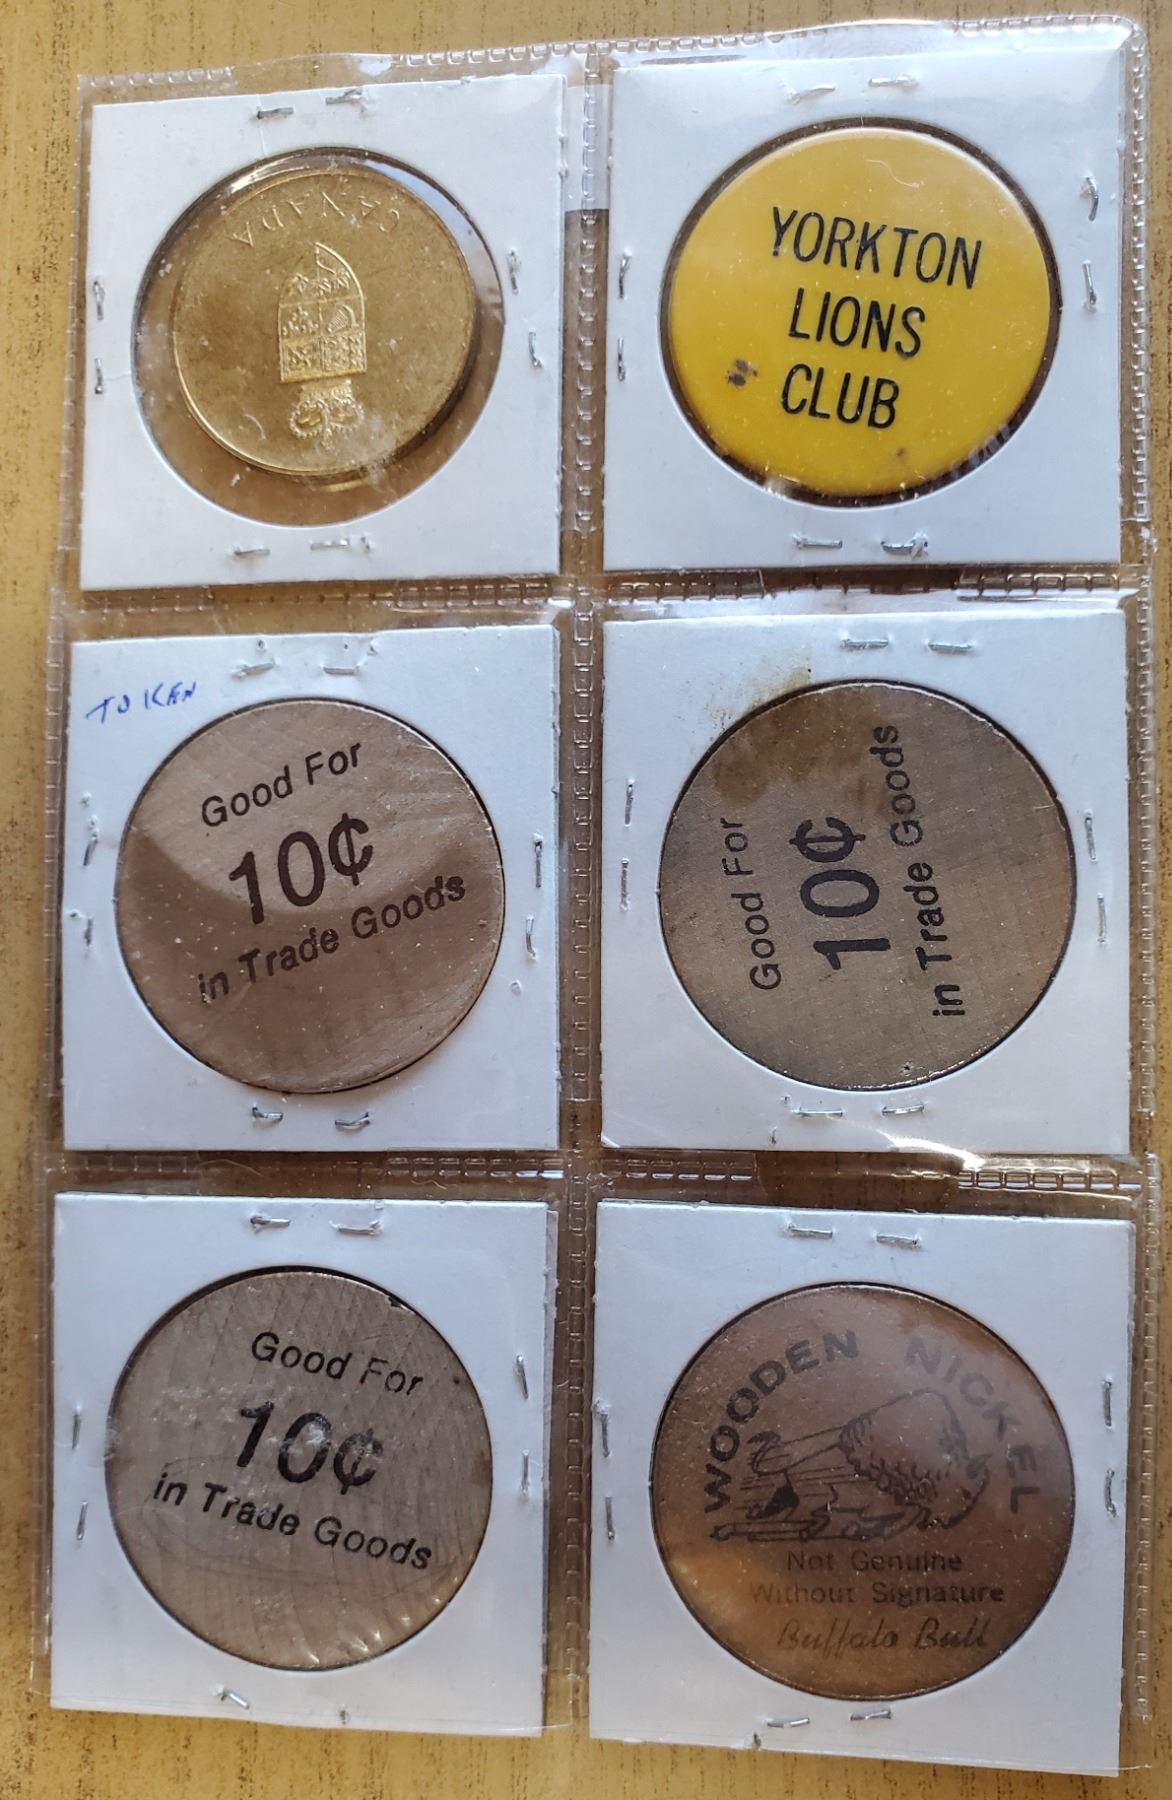 CANADA
YORKTON
LIONS
CLUB
TOKEN
Good For
10¢
in Trade Goods
Good For
10¢
in Trade Goods
Good For
10¢
in Trade Goods
WOODEN NICKEL
Not Genuine
Without Signature
Buffalo Bull